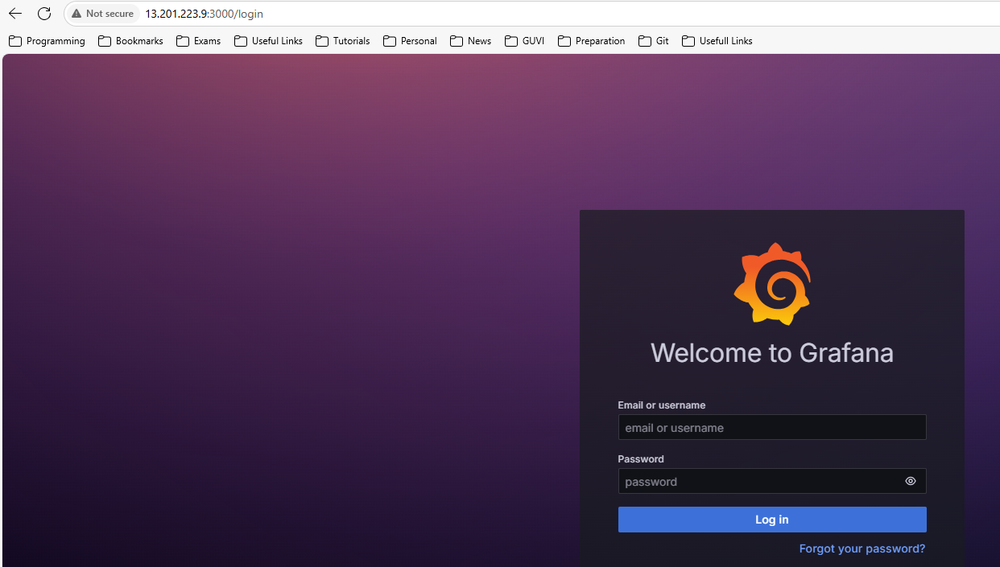 Not secure 13.201.223.9:3000/login
Programming Bookmarks Exams Useful Links Tutorials Personal News GUVI Preparation Git Usefull Links
Welcome to Grafana
Email or username
email or username
Password
password
Log in
Forgot your password?